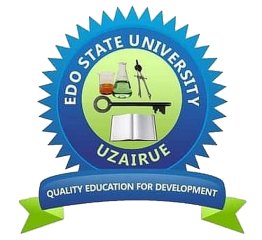 EDO STATE UNIVERSITY
UZAIRUE
QUALITY EDUCATION FOR DEVELOPMENT